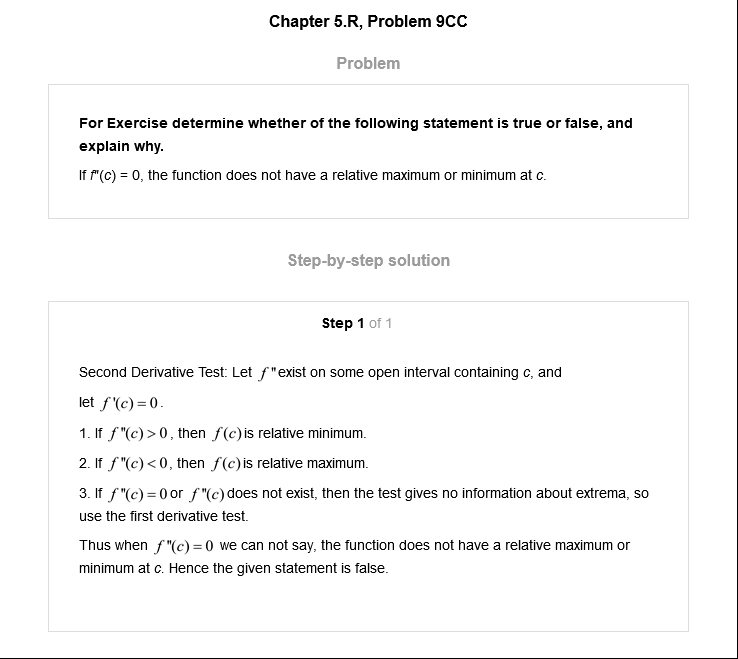 Chapter 5.R, Problem 9CC
Problem
For Exercise determine whether of the following statement is true or false, and
explain why.
If f"(c) = 0, the function does not have a relative maximum or minimum at c.
Step-by-step solution
Step 1 of 1
Second Derivative Test: Let f " exist on some open interval containing c, and
let f '(c) = 0.
1. If f "(c) > 0, then f(c) is relative minimum.
2. If f "(c) < 0, then f(c) is relative maximum.
3. If f "(c) = 0 or f "(c) does not exist, then the test gives no information about extrema, so
use the first derivative test.
Thus when f "(c) = 0 we can not say, the function does not have a relative maximum or
minimum at c. Hence the given statement is false.